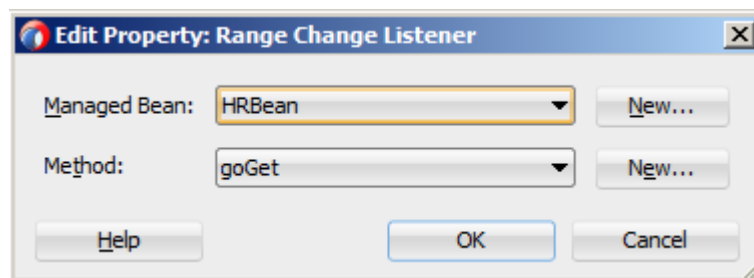 Edit Property: Range Change Listener
Managed Bean: HRBean New...
Method: goGet New...
Help OK Cancel